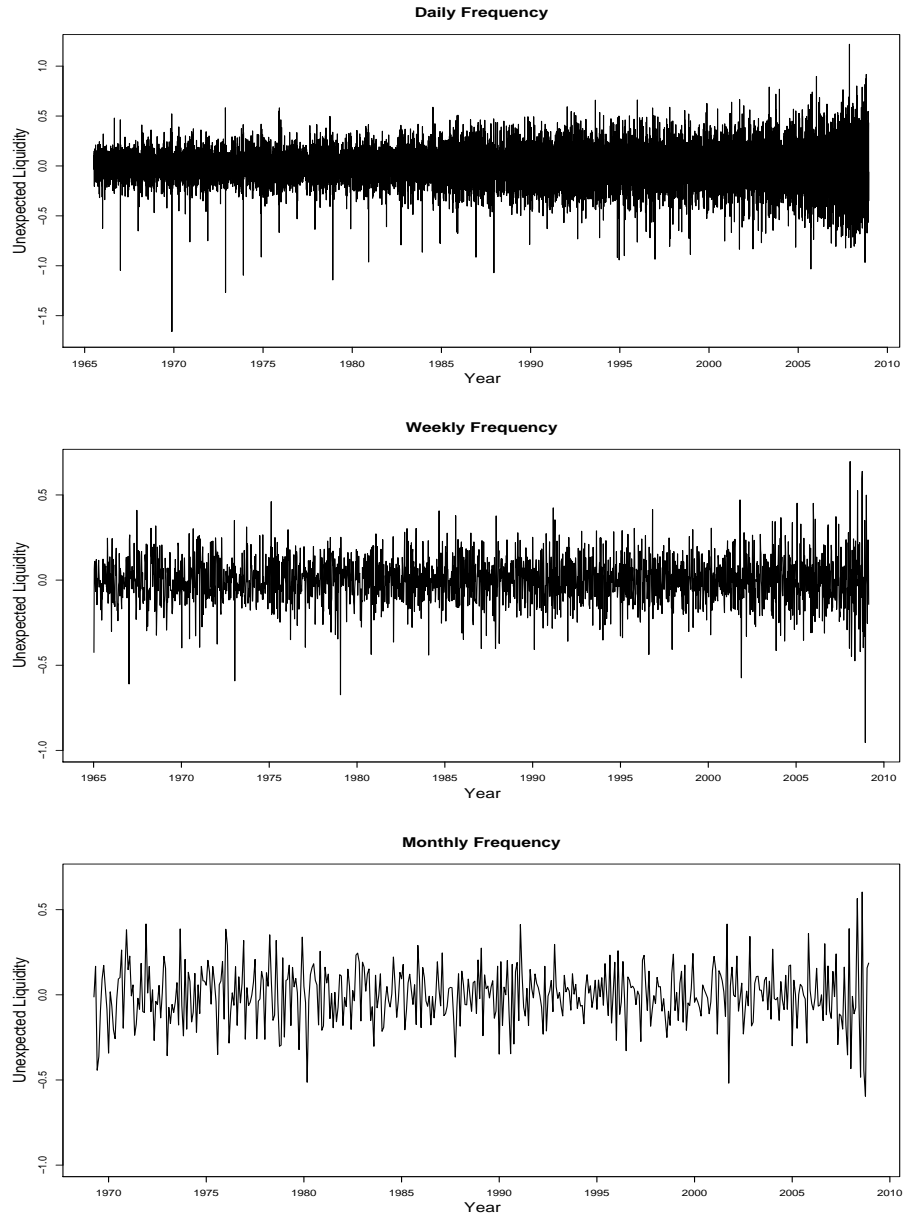 Daily Frequency
Unexpected Liquidity
1.0
0.5
0.0
−0.5
−1.0
−1.5
1965 1970 1975 1980 1985 1990 1995 2000 2005 2010
Year
Weekly Frequency
Unexpected Liquidity
0.5
0.0
−0.5
−1.0
1965 1970 1975 1980 1985 1990 1995 2000 2005 2010
Year
Monthly Frequency
Unexpected Liquidity
0.5
0.0
−0.5
−1.0
1970 1975 1980 1985 1990 1995 2000 2005 2010
Year